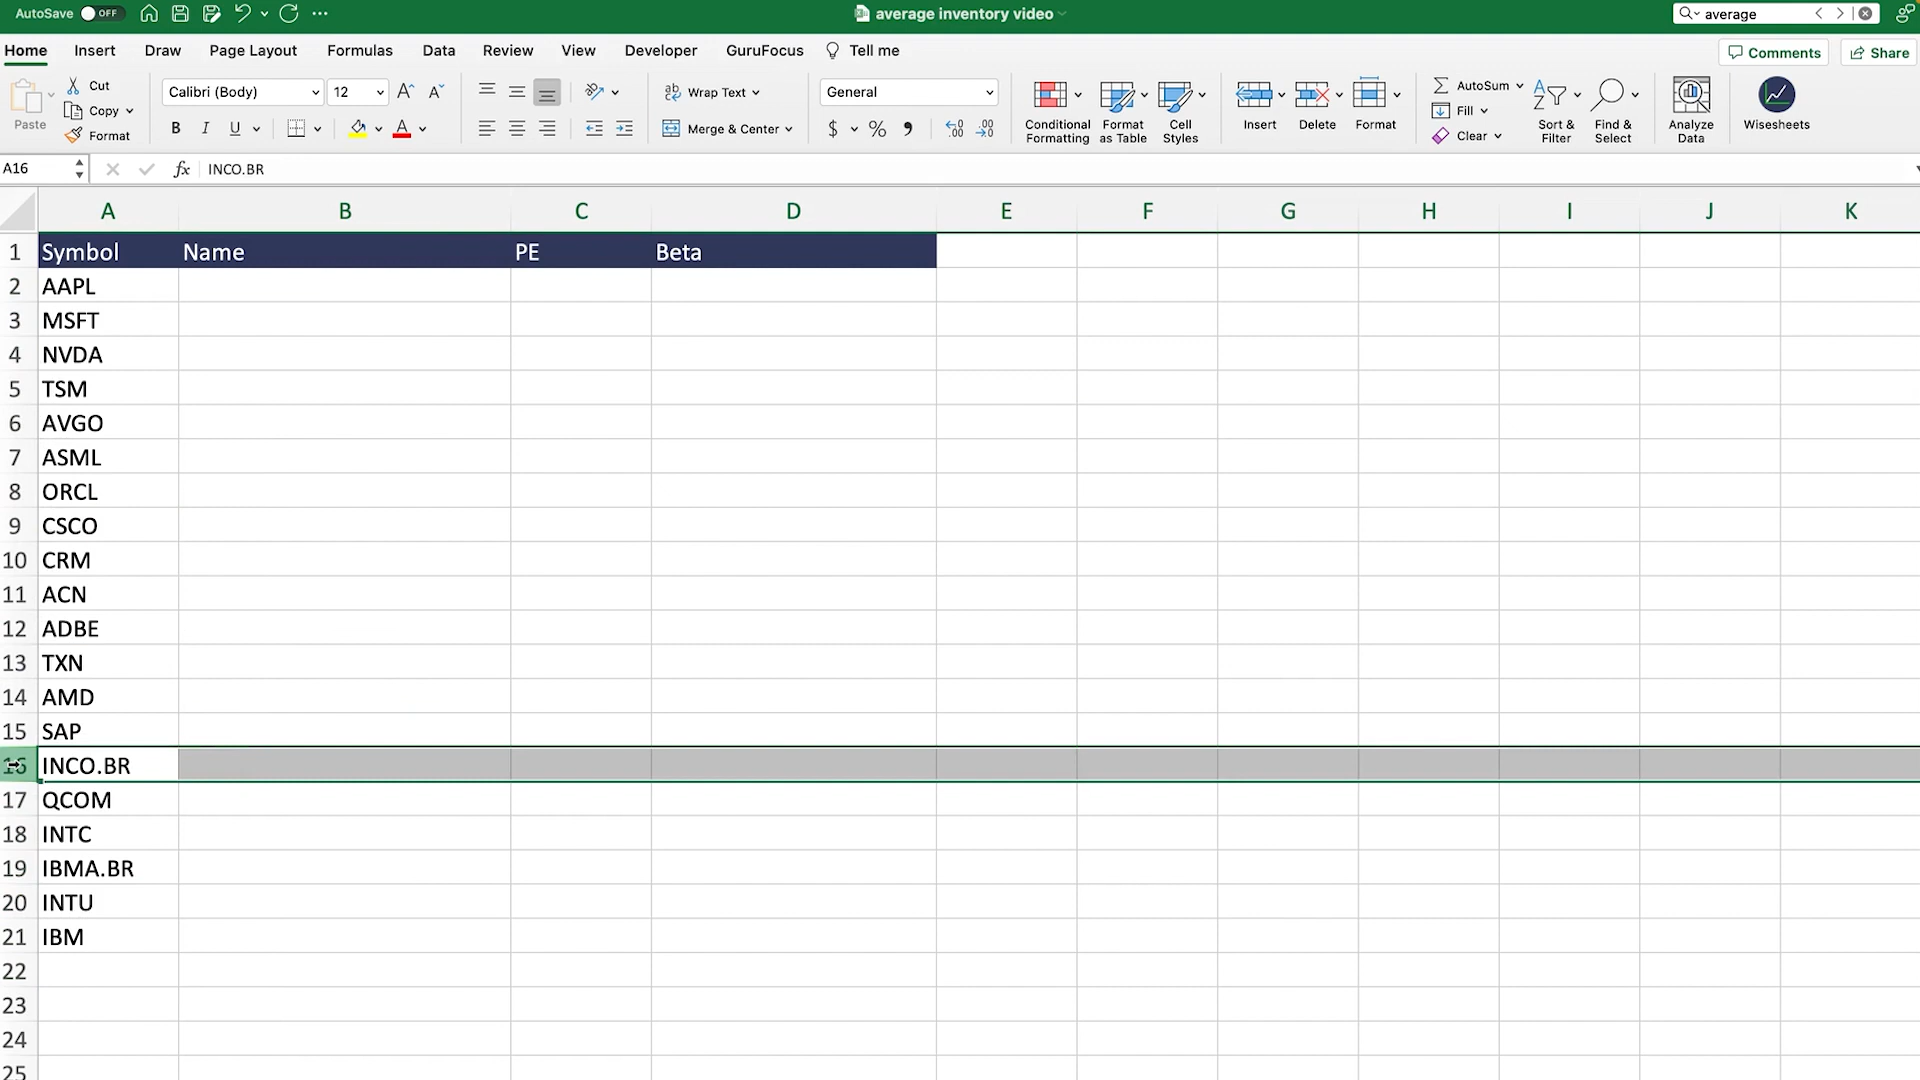 AutoSave OFF average inventory video average
Home Insert Draw Page Layout Formulas Data Review View Developer GuruFocus Tell me Comments Share
Paste Cut Copy Format
Calibri (Body) 12
B I U
Wrap Text
Merge & Center
General
$ % 9
.00 .00
Conditional Formatting
Format as Table
Cell Styles
Insert Delete Format
AutoSum
Fill
Clear
Sort & Filter
Find & Select
Analyze Data
Wisesheets
A16 fx INCO.BR
A B C D E F G H I J K
1 Symbol Name PE Beta
2 AAPL
3 MSFT
4 NVDA
5 TSM
6 AVGO
7 ASML
8 ORCL
9 CSCO
10 CRM
11 ACN
12 ADBE
13 TXN
14 AMD
15 SAP
16 INCO.BR
17 QCOM
18 INTC
19 IBMA.BR
20 INTU
21 IBM
22
23
24
25